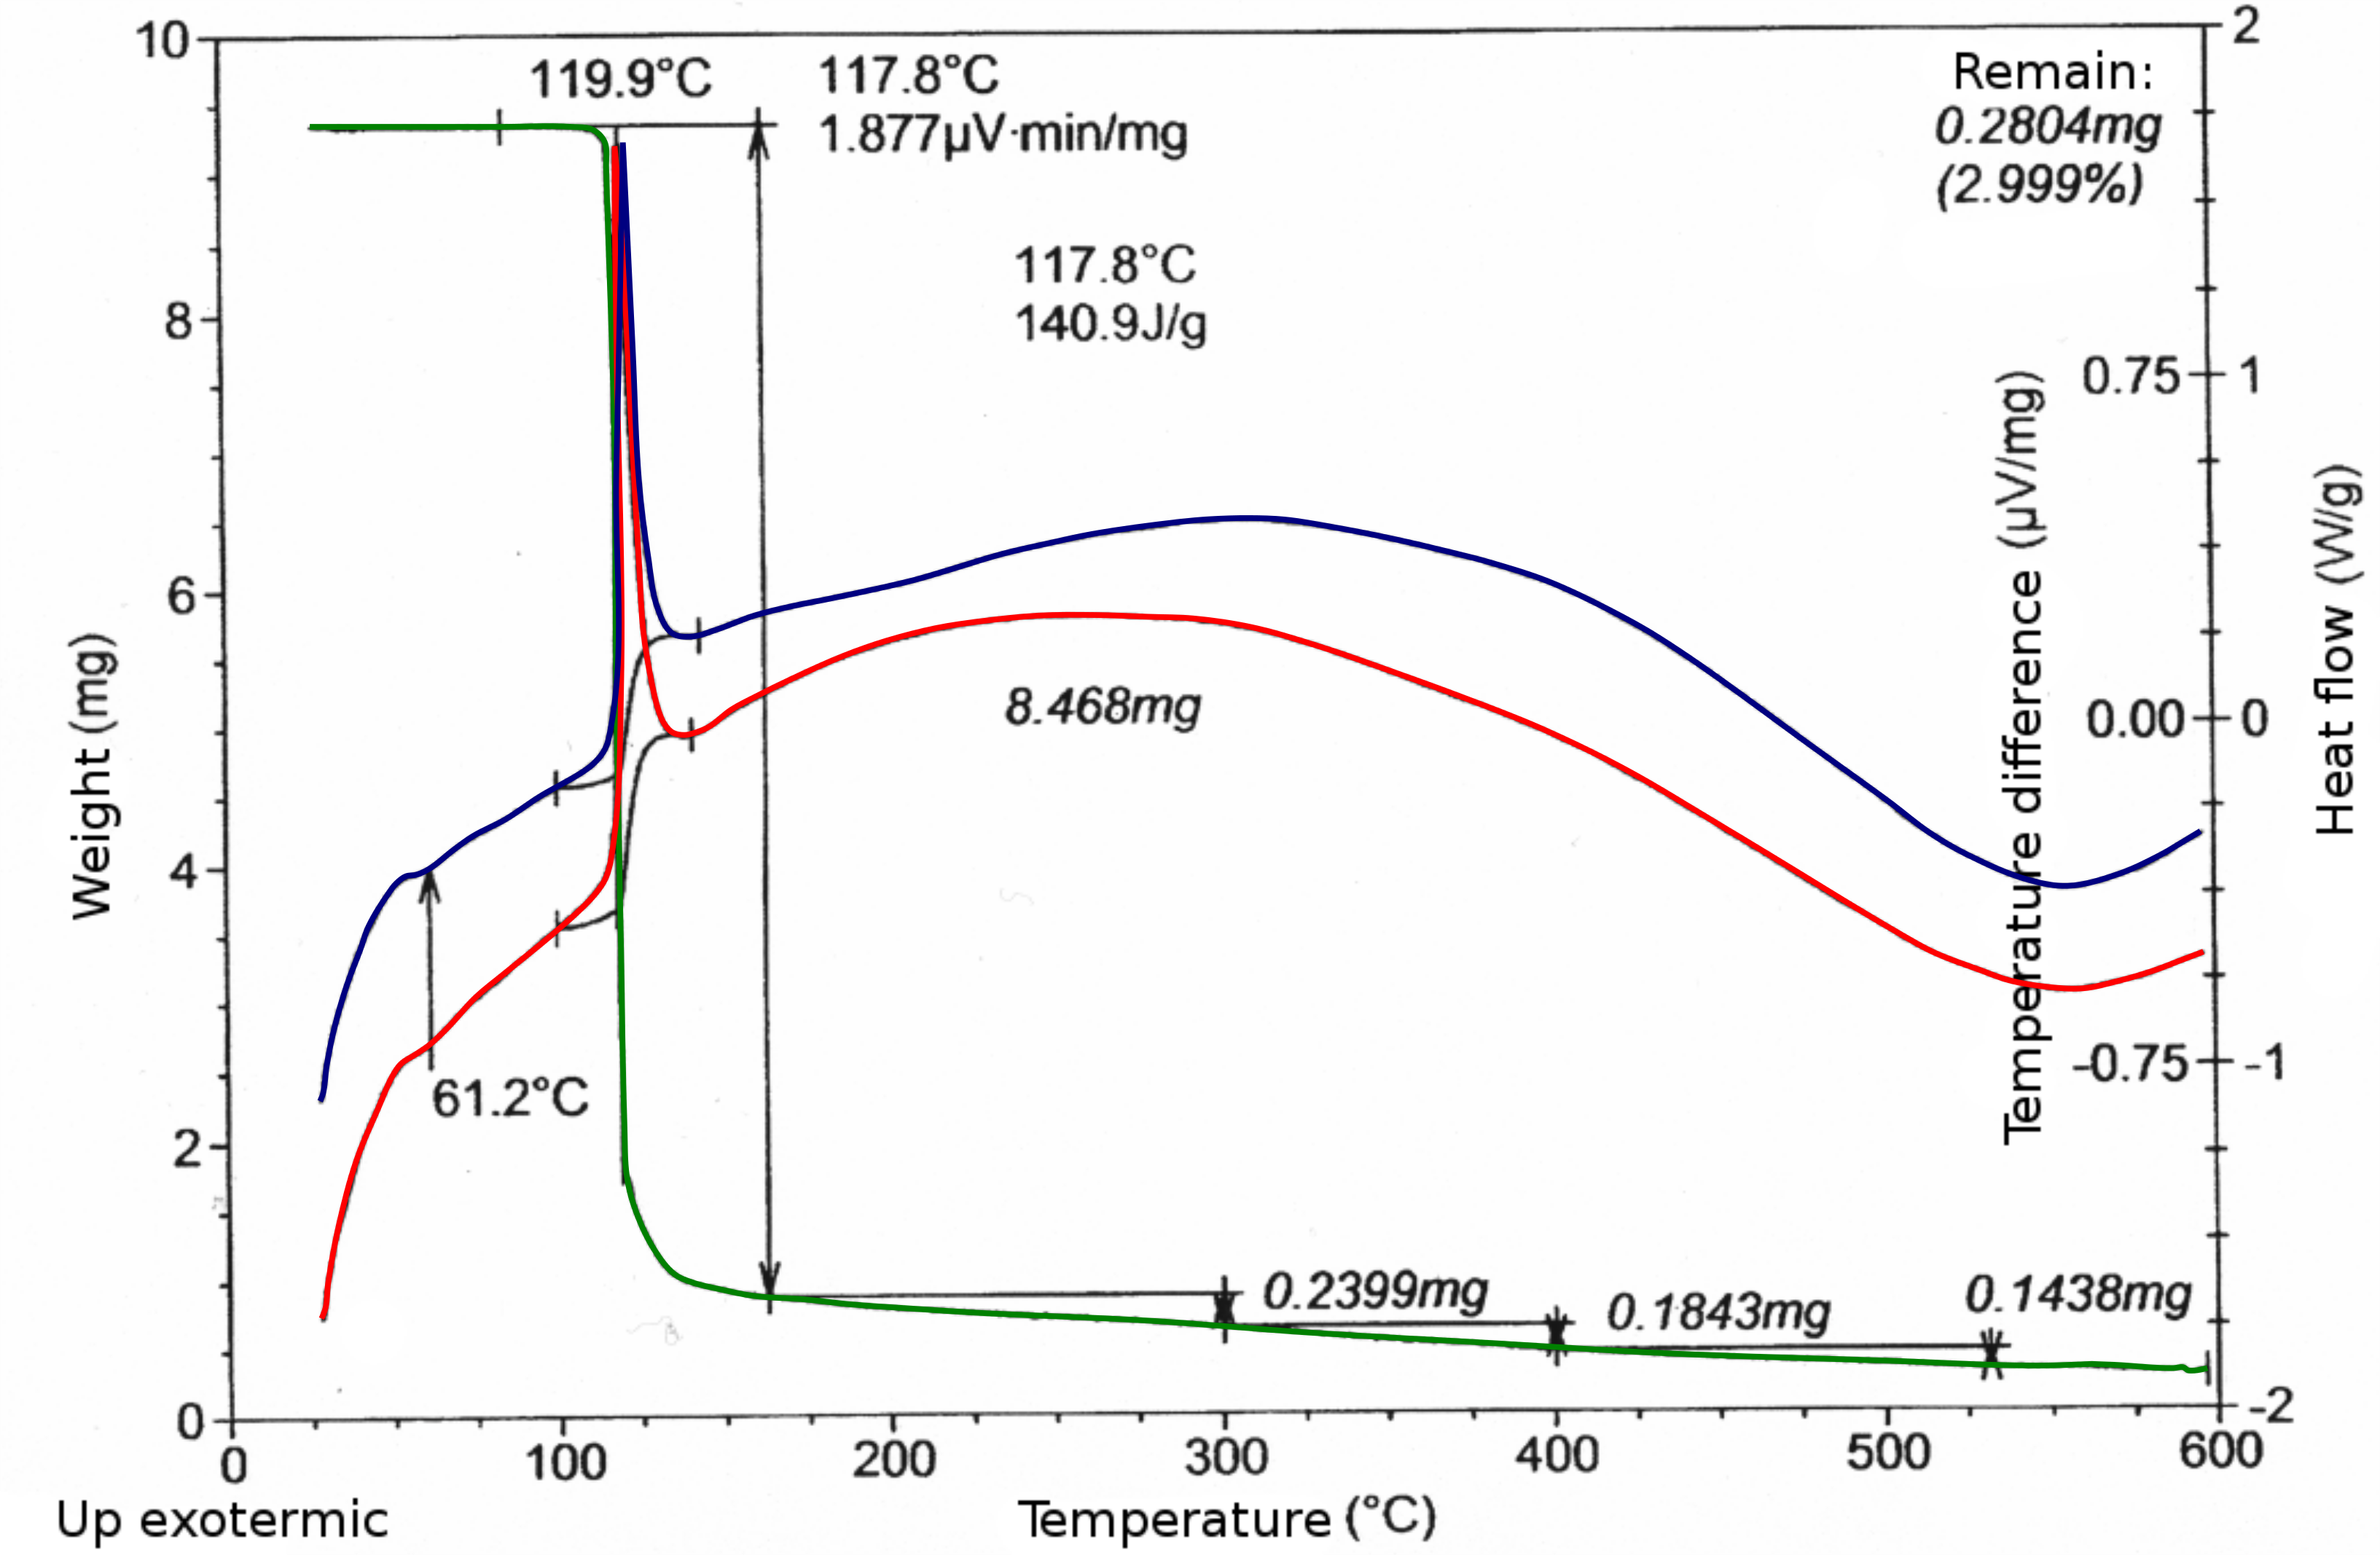 10
2
119.9°C
117.8°C
1.877µV·min/mg
Remain:
0.2804mg
(2.999%)
117.8°C
140.9J/g
8
0.75
1
6
8.468mg
0.00
0
Weight (mg)
Temperature difference (µV/mg)
Heat flow (W/g)
4
61.2°C
-0.75
-1
2
0.2399mg
0.1843mg
0.1438mg
0
-2
0
100
200
300
400
500
600
Up exotermic
Temperature (°C)